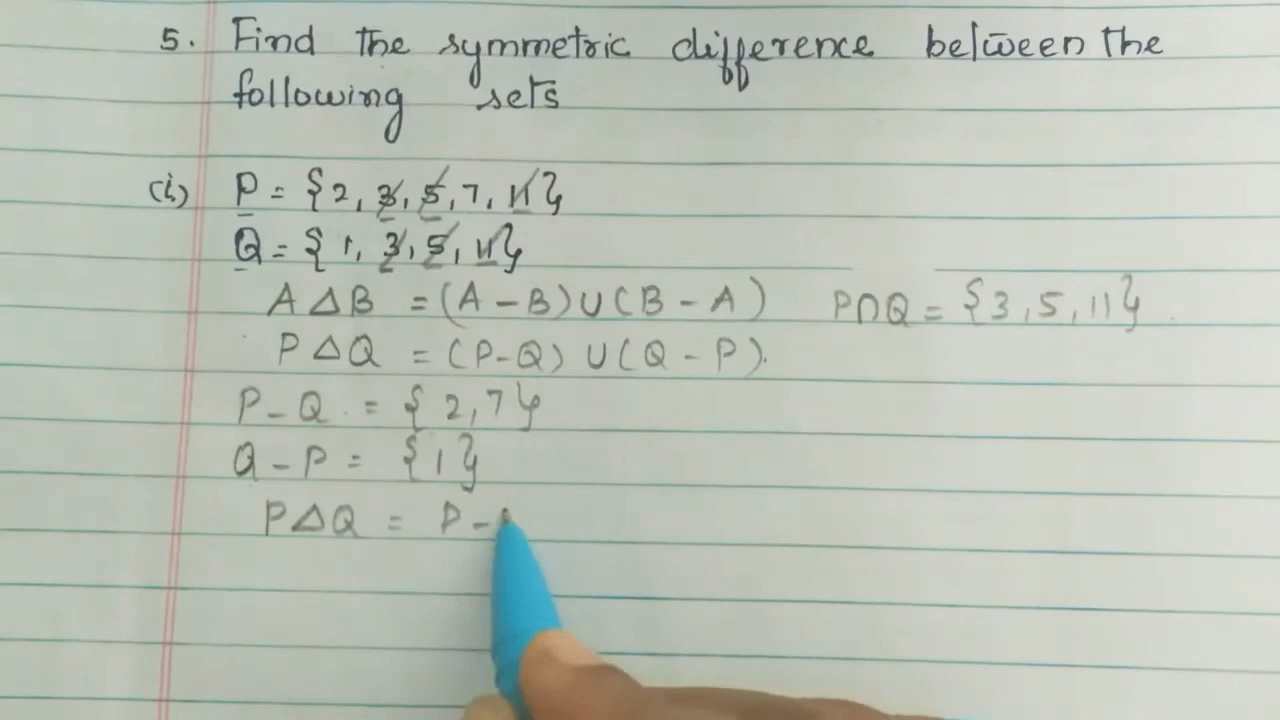 5. Find the symmetric difference between the
following sets
(i) P = {2, 3, 5, 7, 11}
Q = {1, 3, 5, 11}
A △ B = (A - B) ∪ (B - A) P∩Q = {3, 5, 11}
P △ Q = (P - Q) ∪ (Q - P).
P - Q = {2, 7}
Q - P = {1}
P △ Q = P -